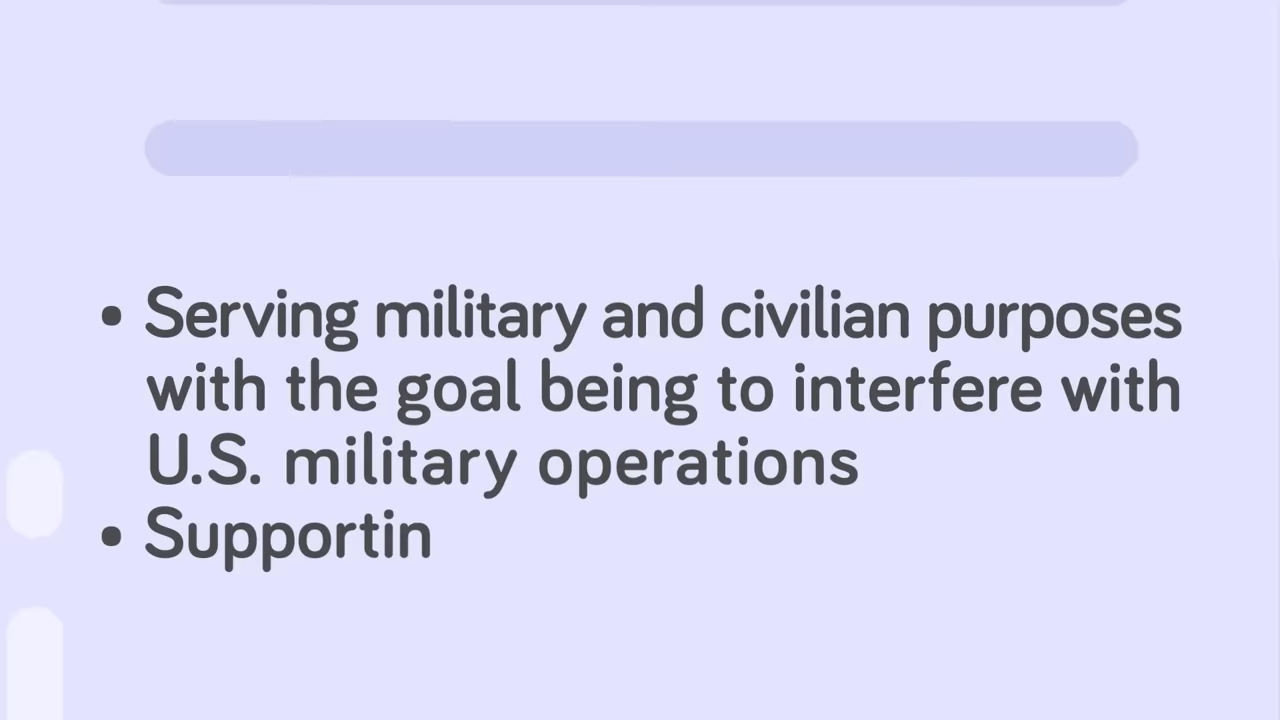 • Serving military and civilian purposes
with the goal being to interfere with
U.S. military operations
• Supportin